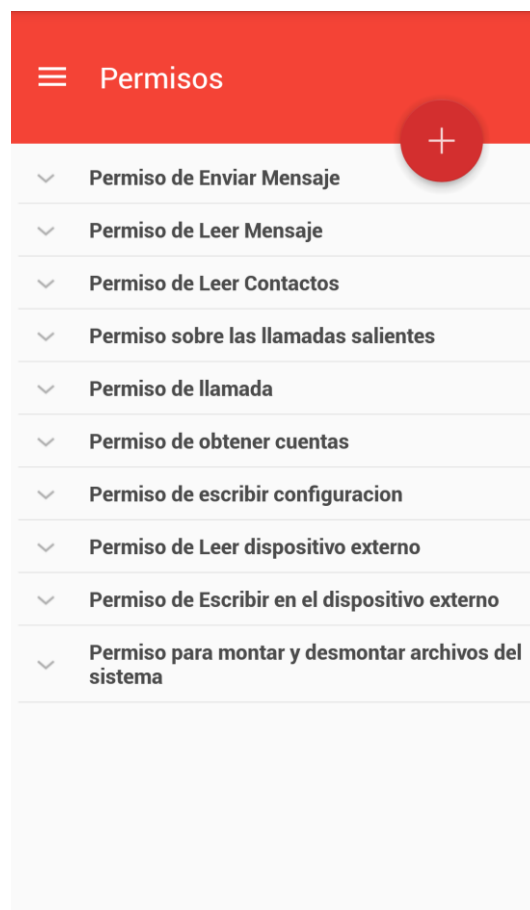 Permisos
Permiso de Enviar Mensaje
Permiso de Leer Mensaje
Permiso de Leer Contactos
Permiso sobre las llamadas salientes
Permiso de llamada
Permiso de obtener cuentas
Permiso de escribir configuracion
Permiso de Leer dispositivo externo
Permiso de Escribir en el dispositivo externo
Permiso para montar y desmontar archivos del
sistema